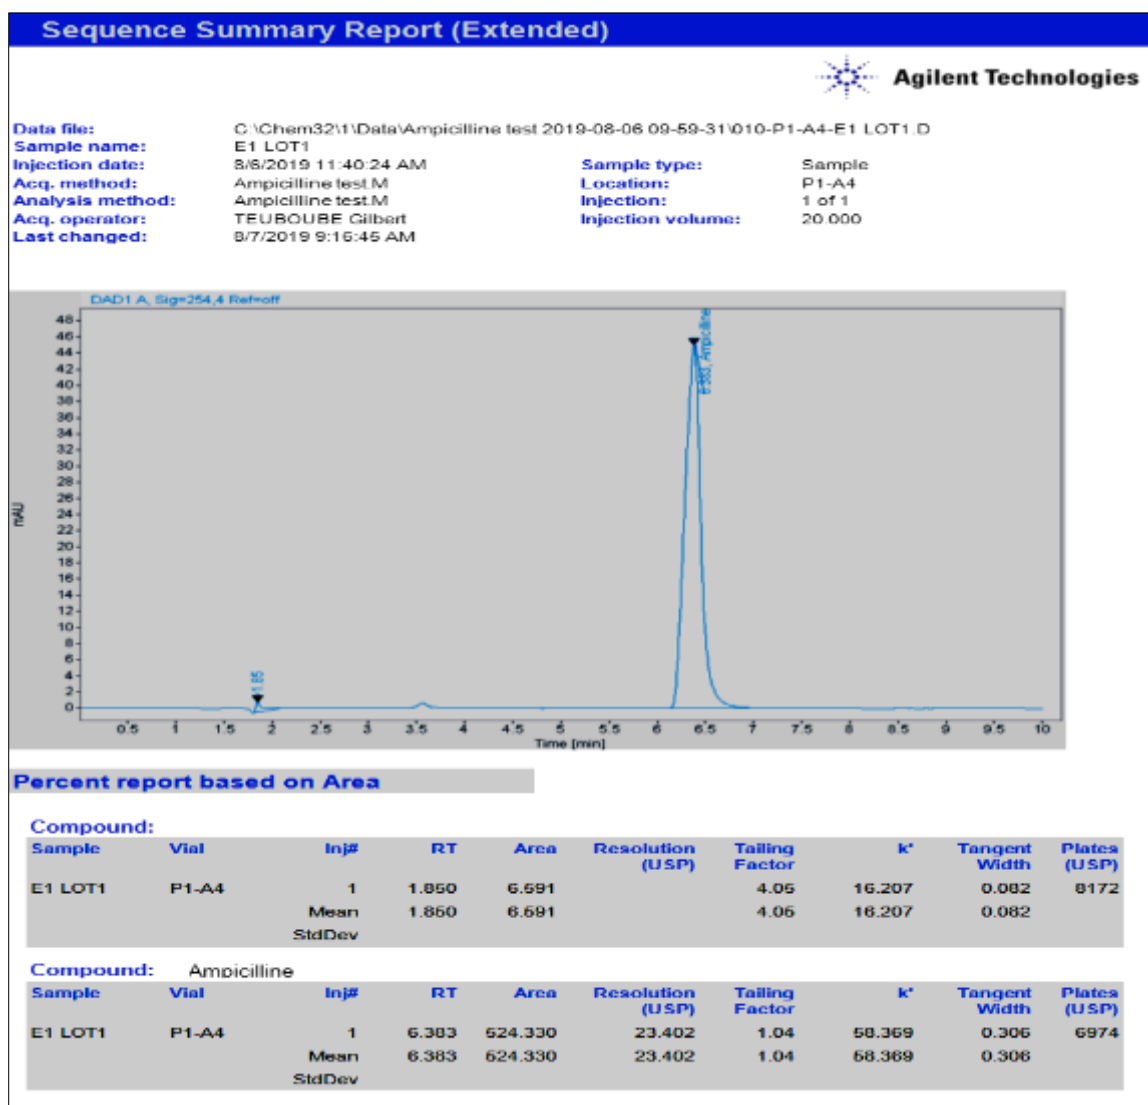 Sequence Summary Report (Extended)
Agilent Technologies
Data file: C:\Chem32\1\Data\Ampicilline test 2019-08-06 09-59-31\010-P1-A4-E1 LOT1.D
Sample name: E1 LOT1
Injection date: 8/6/2019 11:40:24 AM Sample type: Sample
Acq. method: Ampicilline test.M Location: P1-A4
Analysis method: Ampicilline test.M Injection: 1 of 1
Acq. operator: TEUBOUBE Gilbert Injection volume: 20.000
Last changed: 8/7/2019 9:16:45 AM
DAD1 A, Sig=254,4 Ref=off
48
46
44
42
40
38
36
34
32
30
28
26
24
22
20
18
16
14
12
10
8
6
4
2
0
mAU
1.85
6.383, Ampicilline
0.5 1 1.5 2 2.5 3 3.5 4 4.5 5 5.5 6 6.5 7 7.5 8 8.5 9 9.5 10
Time [min]
Percent report based on Area
Compound:
Sample Vial Inj# RT Area Resolution (USP) Tailing Factor k' Tangent Width Plates (USP)
E1 LOT1 P1-A4 1 1.850 6.591 4.05 16.207 0.082 8172
Mean 1.850 6.591 4.05 16.207 0.082
StdDev
Compound: Ampicilline
Sample Vial Inj# RT Area Resolution (USP) Tailing Factor k' Tangent Width Plates (USP)
E1 LOT1 P1-A4 1 6.383 524.330 23.402 1.04 58.369 0.306 6974
Mean 6.383 524.330 23.402 1.04 58.369 0.306
StdDev